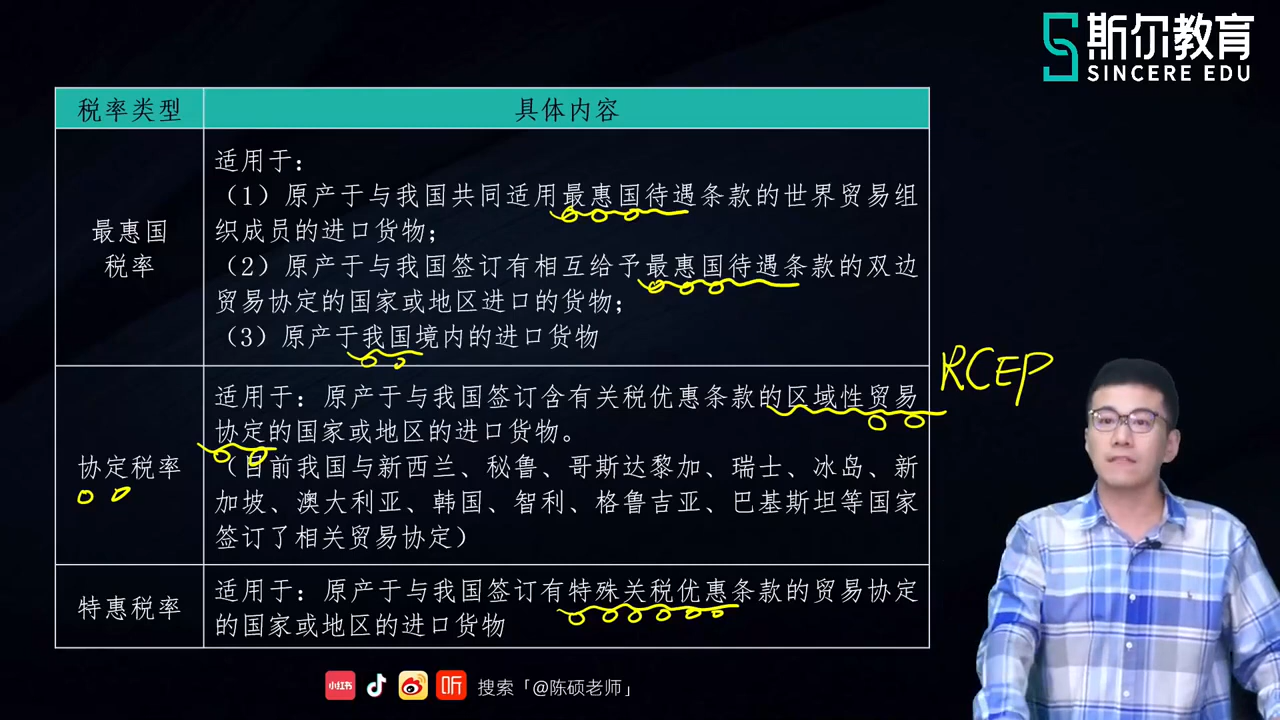 斯尔教育
SINCERE EDU
税率类型
具体内容
最惠国
税率
适用于：
（1）原产于与我国共同适用最惠国待遇条款的世界贸易组
织成员的进口货物；
（2）原产于与我国签订有相互给予最惠国待遇条款的双边
贸易协定的国家或地区进口的货物；
（3）原产于我国境内的进口货物
协定税率
适用于：原产于与我国签订含有关税优惠条款的区域性贸易
协定的国家或地区的进口货物。
（目前我国与新西兰、秘鲁、哥斯达黎加、瑞士、冰岛、新
加坡、澳大利亚、韩国、智利、格鲁吉亚、巴基斯坦等国家
签订了相关贸易协定）
RCEP
特惠税率
适用于：原产于与我国签订有特殊关税优惠条款的贸易协定
的国家或地区的进口货物
小红书
听
搜索「@陈硕老师」